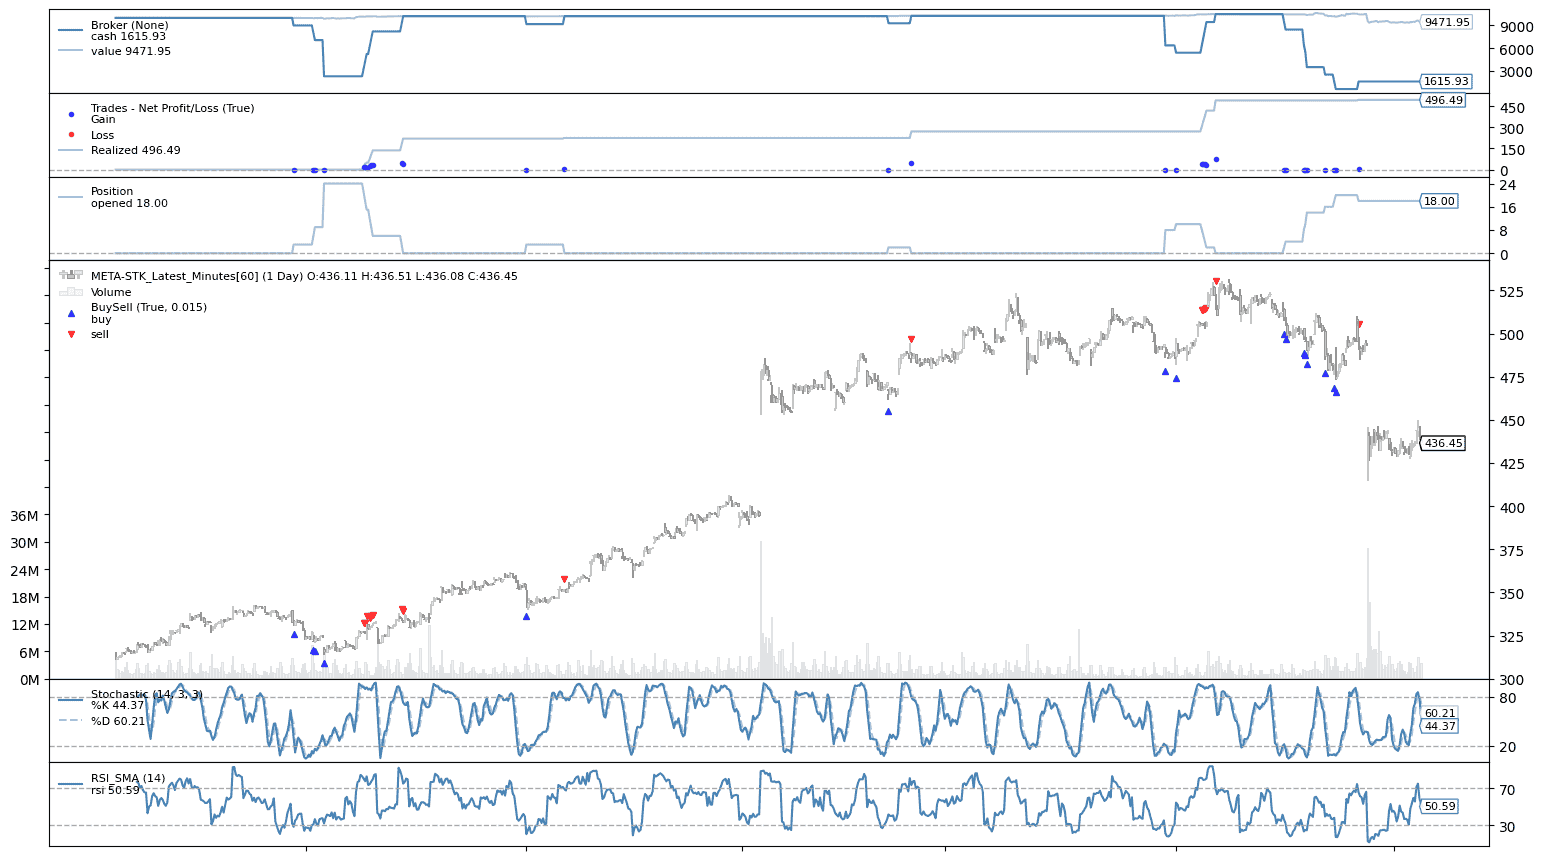 Broker (None)
cash 1615.93
value 9471.95
9471.95
1615.93
9000
6000
3000
Trades - Net Profit/Loss (True)
Gain
Loss
Realized 496.49
496.49
450
300
150
0
Position
opened 18.00
18.00
24
16
8
0
META-STK_Latest_Minutes[60] (1 Day) O:436.11 H:436.51 L:436.08 C:436.45
Volume
BuySell (True, 0.015)
buy
sell
436.45
525
500
475
450
425
400
375
350
325
300
36M
30M
24M
18M
12M
6M
0M
Stochastic (14, 3, 3)
%K 44.37
%D 60.21
60.21
44.37
80
20
RSI_SMA (14)
rsi 50.59
50.59
70
30